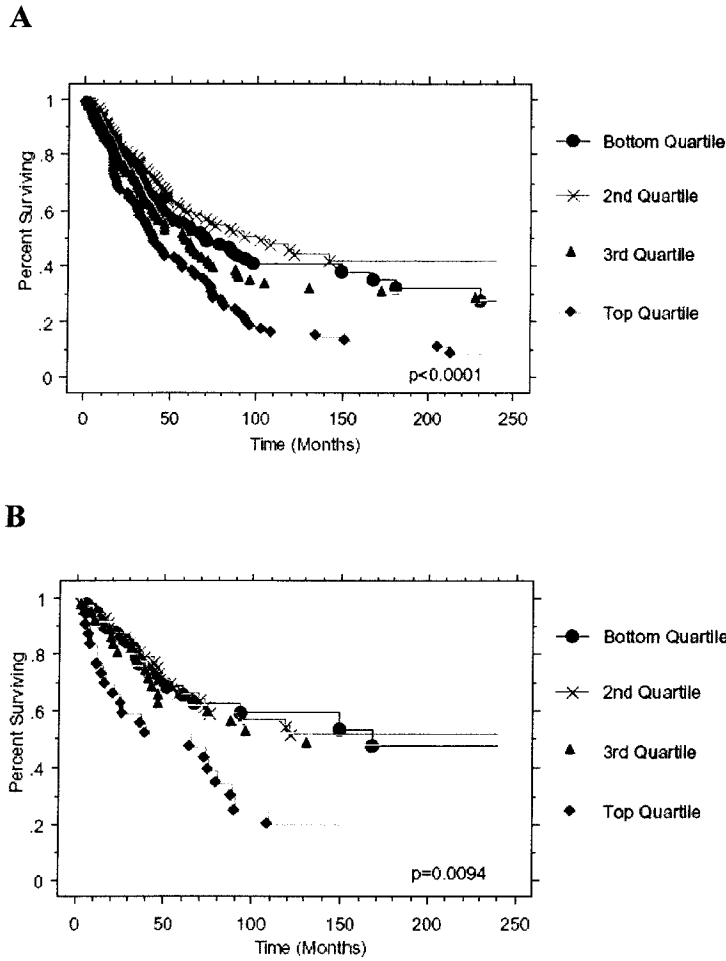 A
Percent Surviving
1
.8
.6
.4
.2
0
p<0.0001
0 50 100 150 200 250
Time (Months)
Bottom Quartile
2nd Quartile
3rd Quartile
Top Quartile
B
Percent Surviving
1
.8
.6
.4
.2
0
p=0.0094
0 50 100 150 200 250
Time (Months)
Bottom Quartile
2nd Quartile
3rd Quartile
Top Quartile